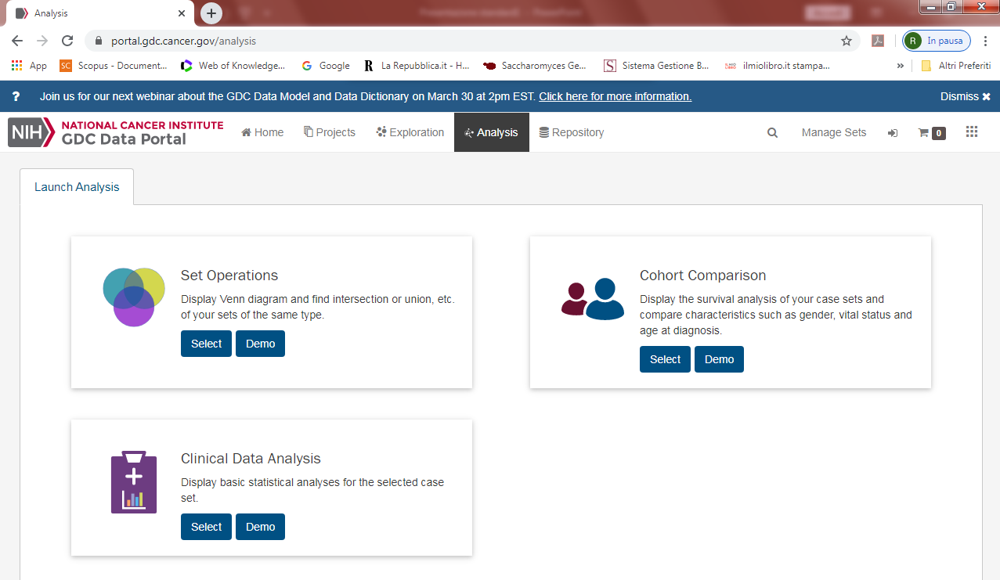 Analysis
portal.gdc.cancer.gov/analysis
R In pausa
App Scopus - Document... Web of Knowledge... Google La Repubblica.it - H... Saccharomyces Ge... Sistema Gestione B... ilmiolibro.it stampa... » Altri Preferiti
? Join us for our next webinar about the GDC Data Model and Data Dictionary on March 30 at 2pm EST. Click here for more information. Dismiss ✖
NIH NATIONAL CANCER INSTITUTE
GDC Data Portal
Home Projects Exploration Analysis Repository Manage Sets 0
Launch Analysis
Set Operations
Display Venn diagram and find intersection or union, etc.
of your sets of the same type.
Select Demo
Cohort Comparison
Display the survival analysis of your case sets and
compare characteristics such as gender, vital status and
age at diagnosis.
Select Demo
Clinical Data Analysis
Display basic statistical analyses for the selected case
set.
Select Demo